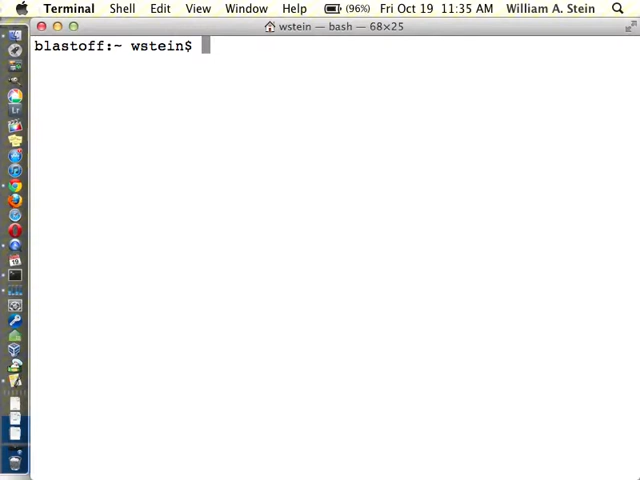 Terminal Shell Edit View Window Help (96%) Fri Oct 19 11:35 AM William A. Stein
wstein — bash — 68×25
blastoff:~ wstein$